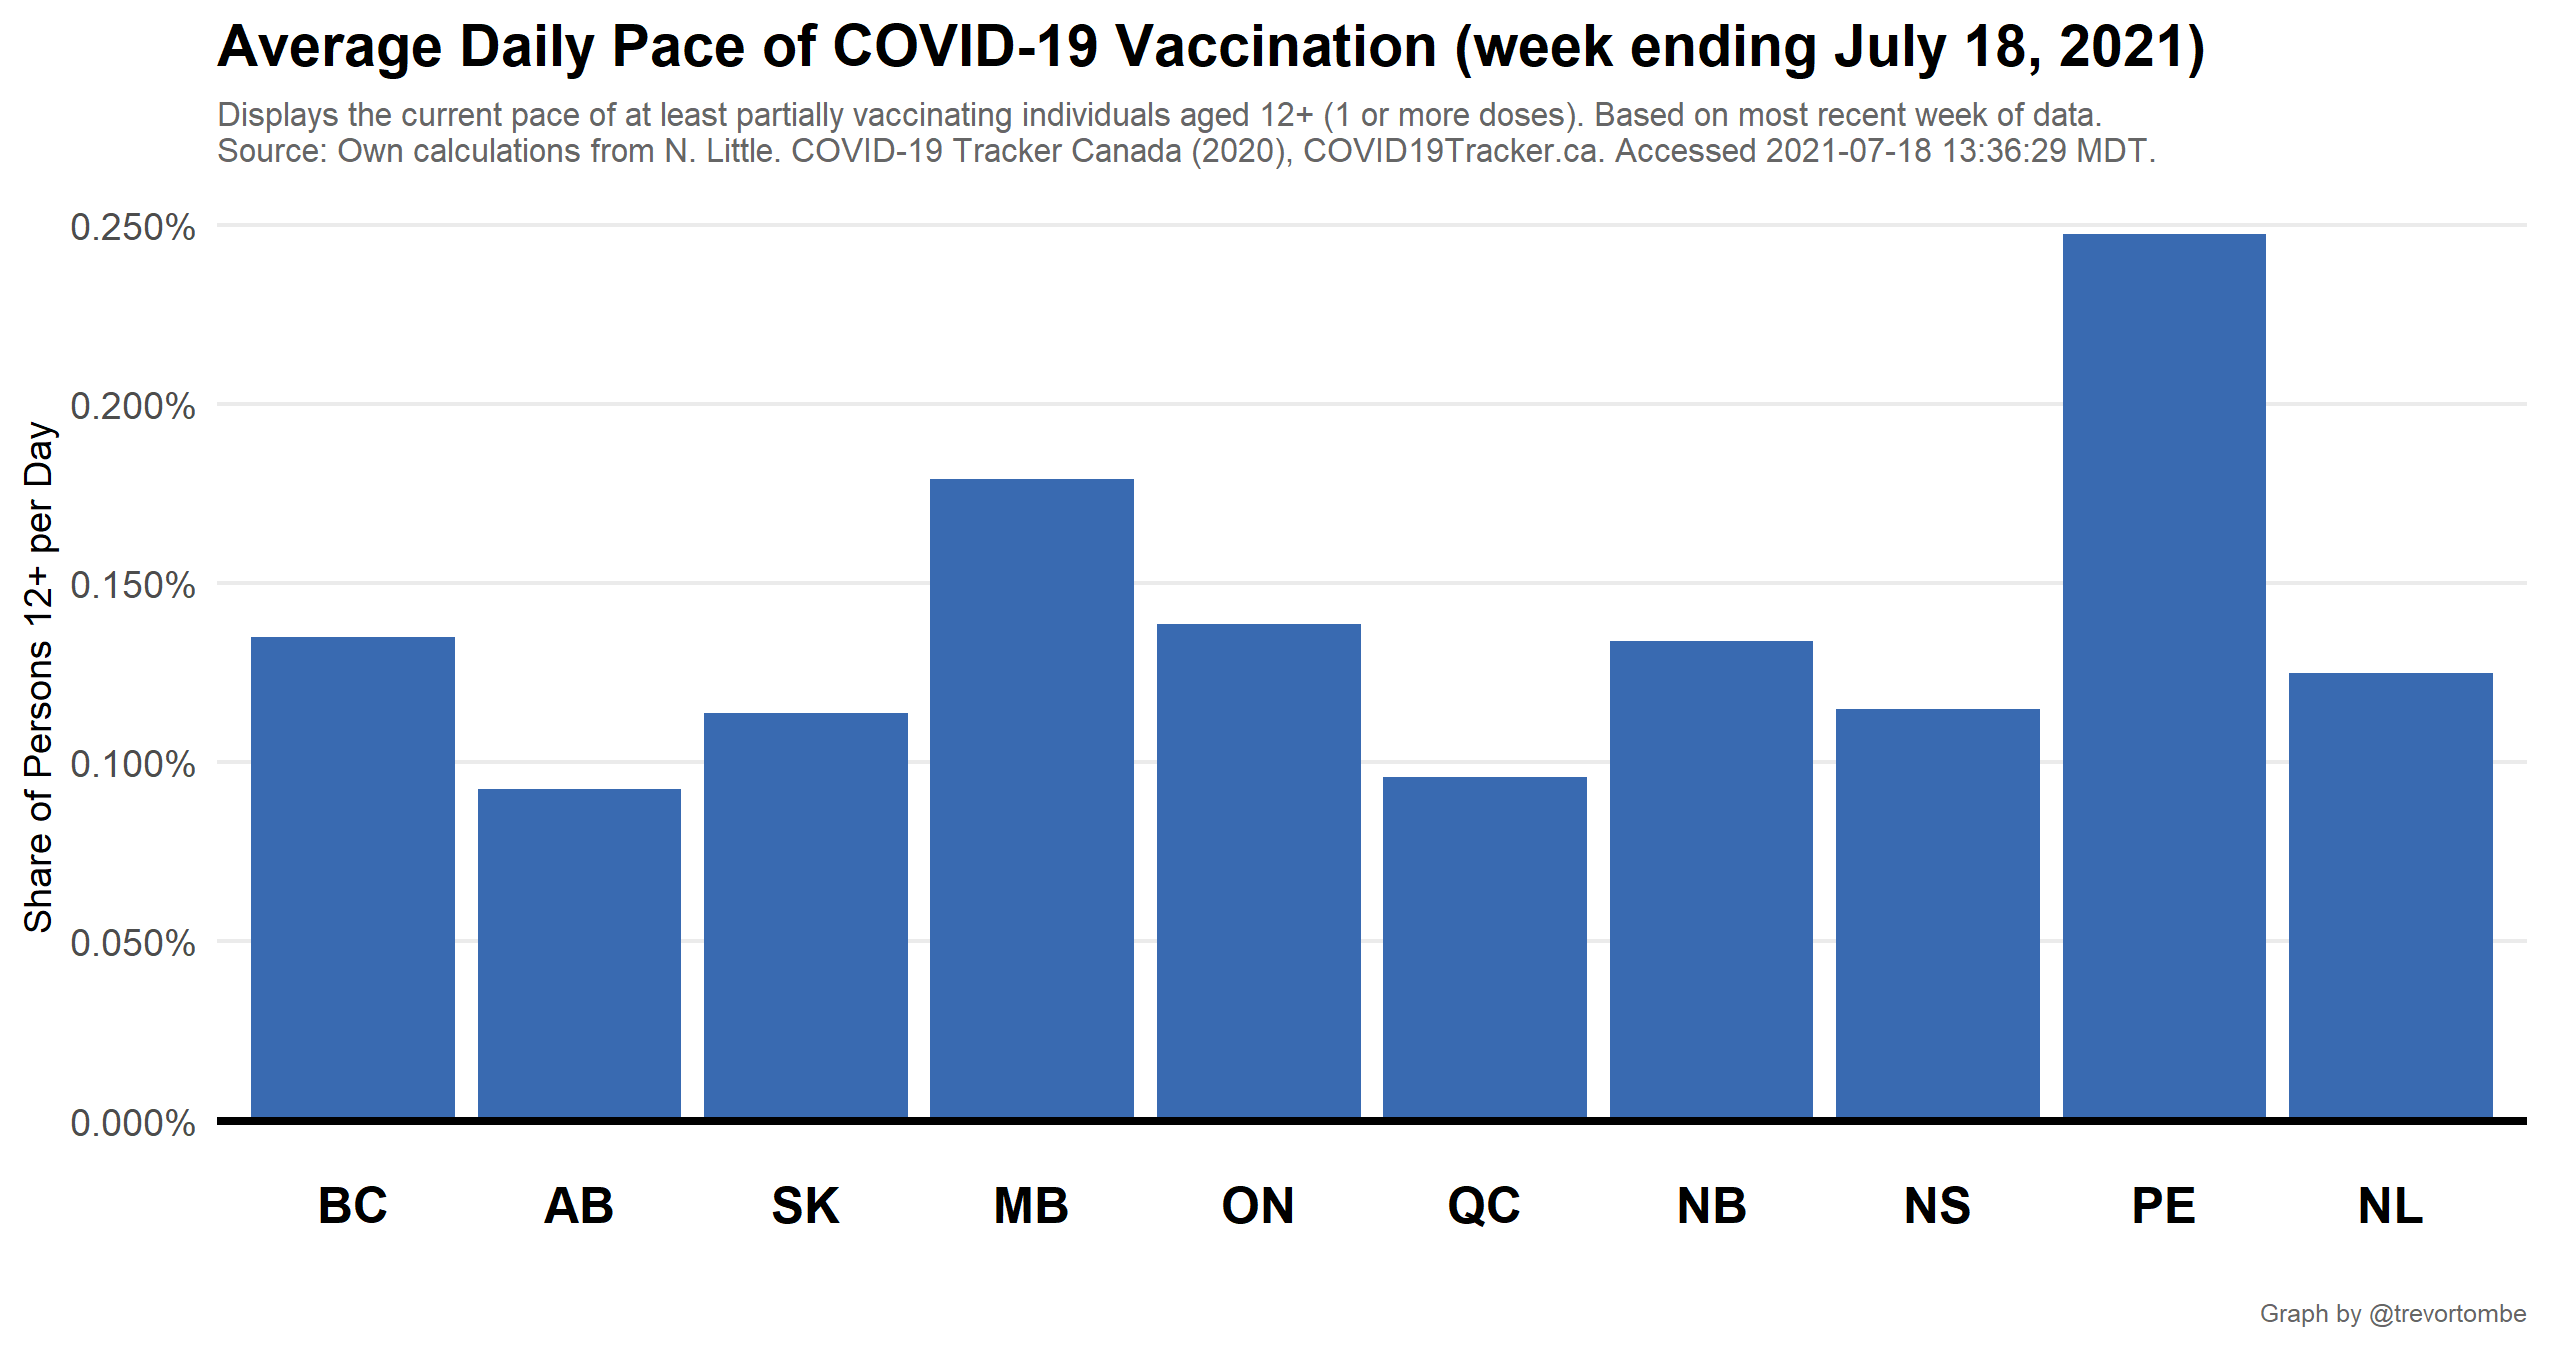 Average Daily Pace of COVID-19 Vaccination (week ending July 18, 2021)
Displays the current pace of at least partially vaccinating individuals aged 12+ (1 or more doses). Based on most recent week of data.
Source: Own calculations from N. Little. COVID-19 Tracker Canada (2020), COVID19Tracker.ca. Accessed 2021-07-18 13:36:29 MDT.
Share of Persons 12+ per Day
0.250%
0.200%
0.150%
0.100%
0.050%
0.000%
BC AB SK MB ON QC NB NS PE NL
Graph by @trevortombe